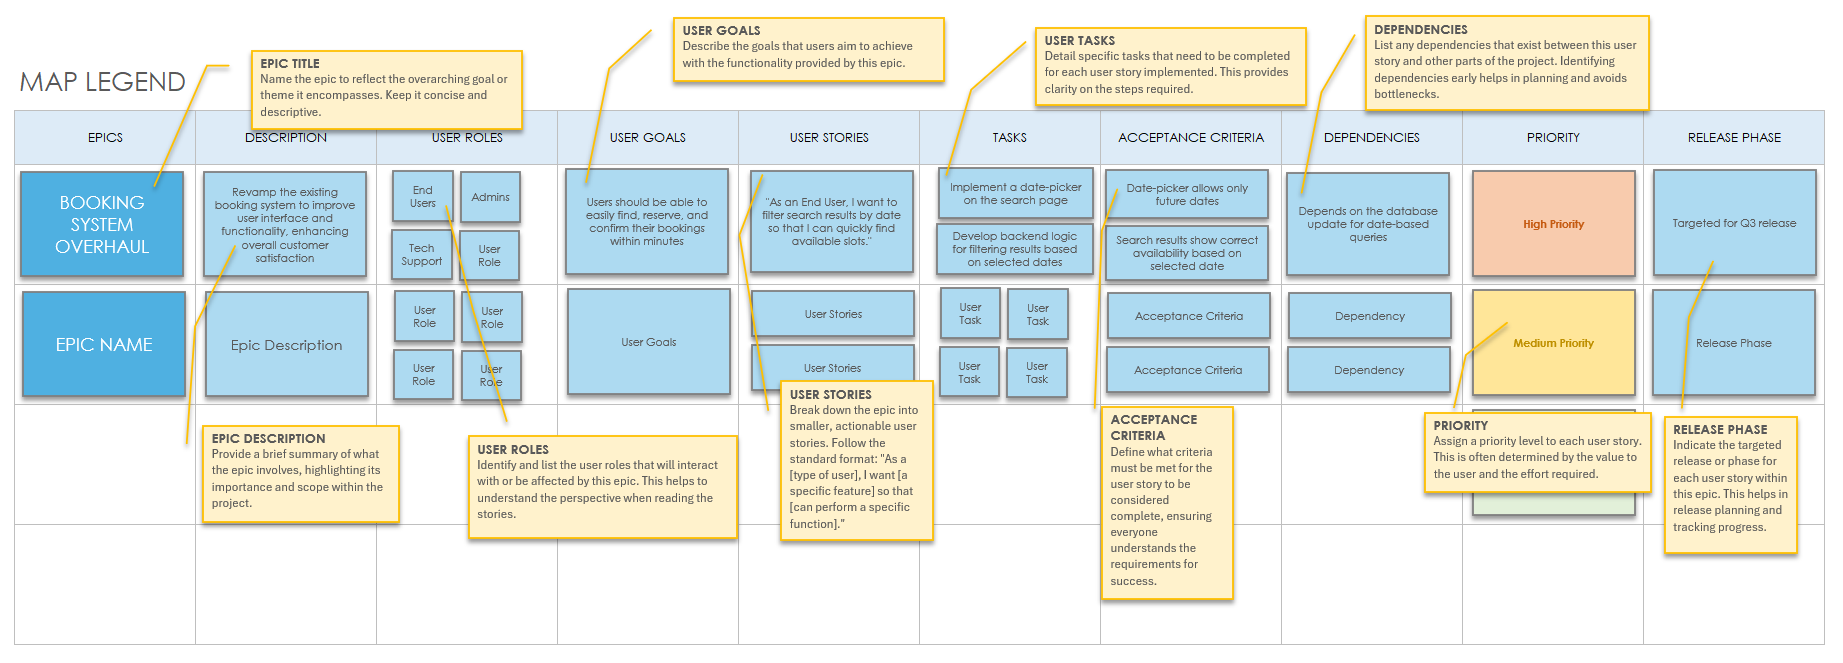 MAP LEGEND
EPIC TITLE
Name the epic to reflect the overarching goal or
theme it encompasses. Keep it concise and
descriptive.
USER GOALS
Describe the goals that users aim to achieve
with the functionality provided by this epic.
USER TASKS
Detail specific tasks that need to be completed
for each user story implemented. This provides
clarity on the steps required.
DEPENDENCIES
List any dependencies that exist between this user
story and other parts of the project. Identifying
dependencies early helps in planning and avoids
bottlenecks.
EPICS
DESCRIPTION
USER ROLES
USER GOALS
USER STORIES
TASKS
ACCEPTANCE CRITERIA
DEPENDENCIES
PRIORITY
RELEASE PHASE
BOOKING
SYSTEM
OVERHAUL
Revamp the existing
booking system to improve
user interface and
functionality, enhancing
overall customer
satisfaction
End
Users
Admins
Tech
Support
User
Role
Users should be able to
easily find, reserve, and
confirm their bookings
within minutes
"As an End User, I want to
filter search results by date
so that I can quickly find
available slots."
Implement a date-picker
on the search page
Develop backend logic
for filtering results based
on selected dates
Date-picker allows only
future dates
Search results show correct
availability based on
selected date
Depends on the database
update for date-based
queries
High Priority
Targeted for Q3 release
EPIC NAME
Epic Description
User
Role
User
Role
User
Role
User
Role
User Goals
User Stories
User Stories
User
Task
User
Task
User
Task
User
Task
Acceptance Criteria
Acceptance Criteria
Dependency
Dependency
Medium Priority
Release Phase
EPIC DESCRIPTION
Provide a brief summary of what
the epic involves, highlighting its
importance and scope within the
project.
USER ROLES
Identify and list the user roles that will interact
with or be affected by this epic. This helps to
understand the perspective when reading the
stories.
USER STORIES
Break down the epic into
smaller, actionable user
stories. Follow the
standard format: "As a
[type of user], I want [a
specific feature] so that
[can perform a specific
function]."
ACCEPTANCE
CRITERIA
Define what criteria
must be met for the
user story to be
considered
complete, ensuring
everyone
understands the
requirements for
success.
PRIORITY
Assign a priority level to each user story.
This is often determined by the value to
the user and the effort required.
RELEASE PHASE
Indicate the targeted
release or phase for
each user story within
this epic. This helps in
release planning and
tracking progress.